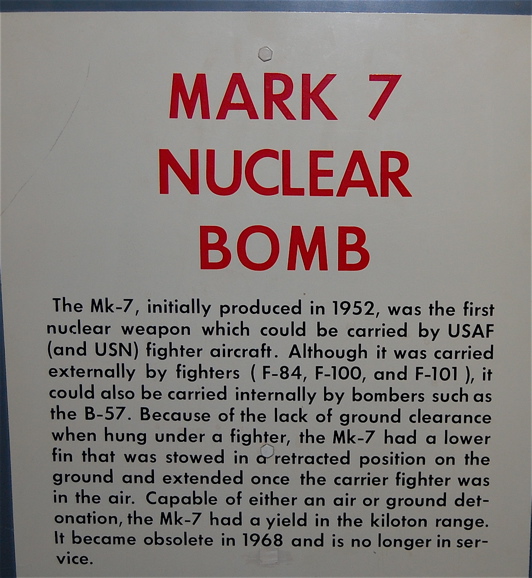 MARK 7
NUCLEAR
BOMB
The Mk-7, initially produced in 1952, was the first
nuclear weapon which could be carried by USAF
(and USN) fighter aircraft. Although it was carried
externally by fighters ( F-84, F-100, and F-101 ), it
could also be carried internally by bombers such as
the B-57. Because of the lack of ground clearance
when hung under a fighter, the Mk-7 had a lower
fin that was stowed in a retracted position on the
ground and extended once the carrier fighter was
in the air. Capable of either an air or ground det-
onation, the Mk-7 had a yield in the kiloton range.
It became obsolete in 1968 and is no longer in ser-
vice.